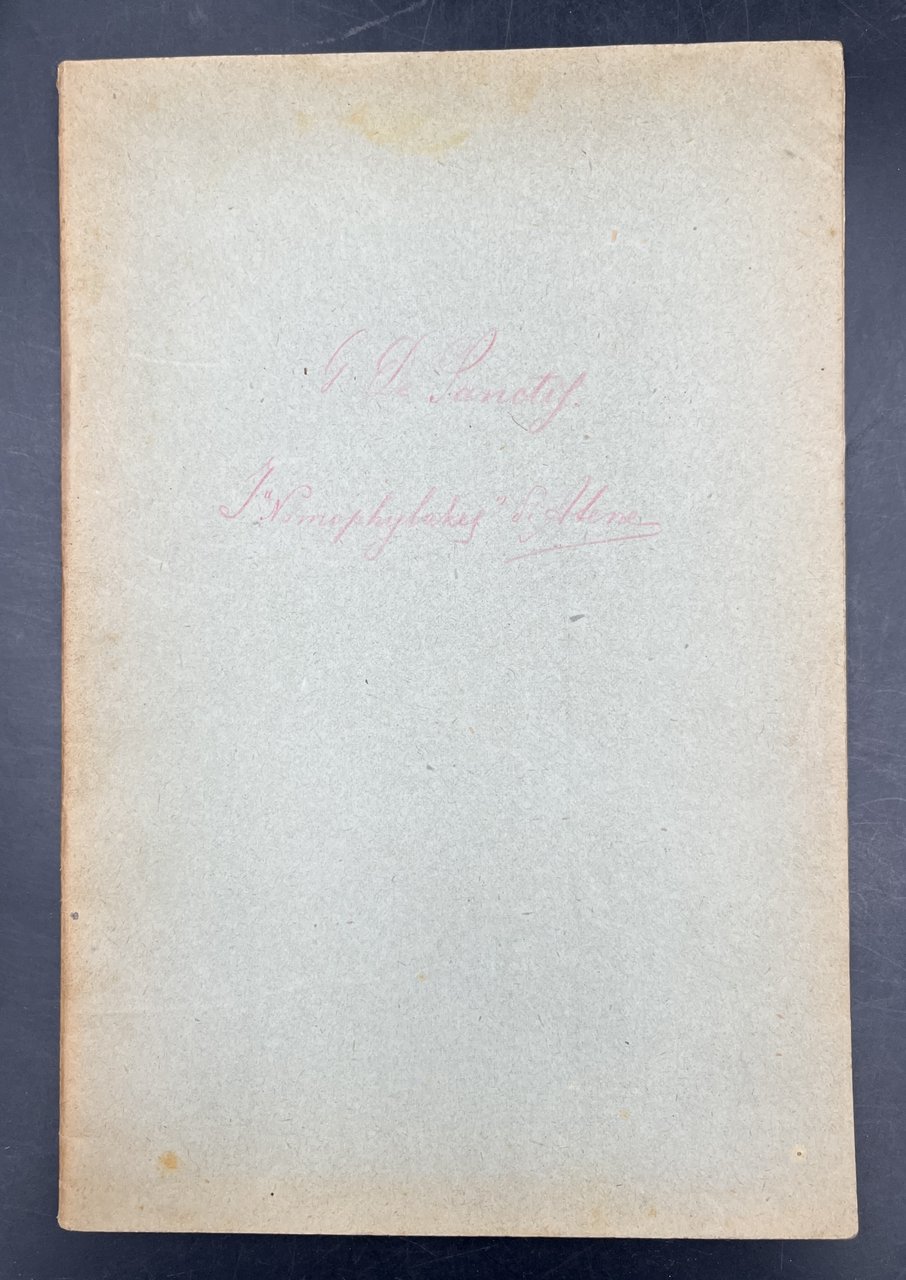 G. De Sanctis.
I "Nomophylakes" di Atene